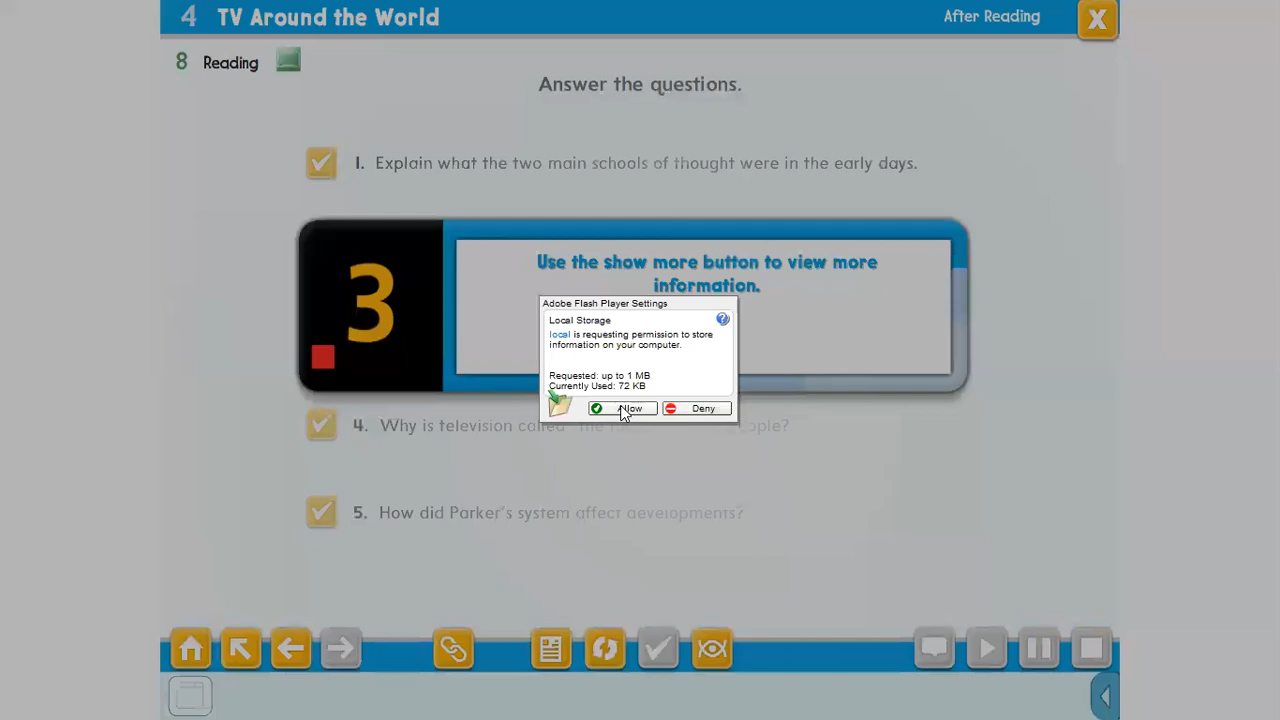 4 TV Around the World After Reading X
8 Reading
Answer the questions.
1. Explain what the two main schools of thought were in the early days.
3
Use the show more button to view more
information.
Adobe Flash Player Settings
Local Storage
local is requesting permission to store
information on your computer.
Requested: up to 1 MB
Currently Used: 72 KB
Allow Deny
4. Why is television called "the
5. How did Parker's system affect developments?